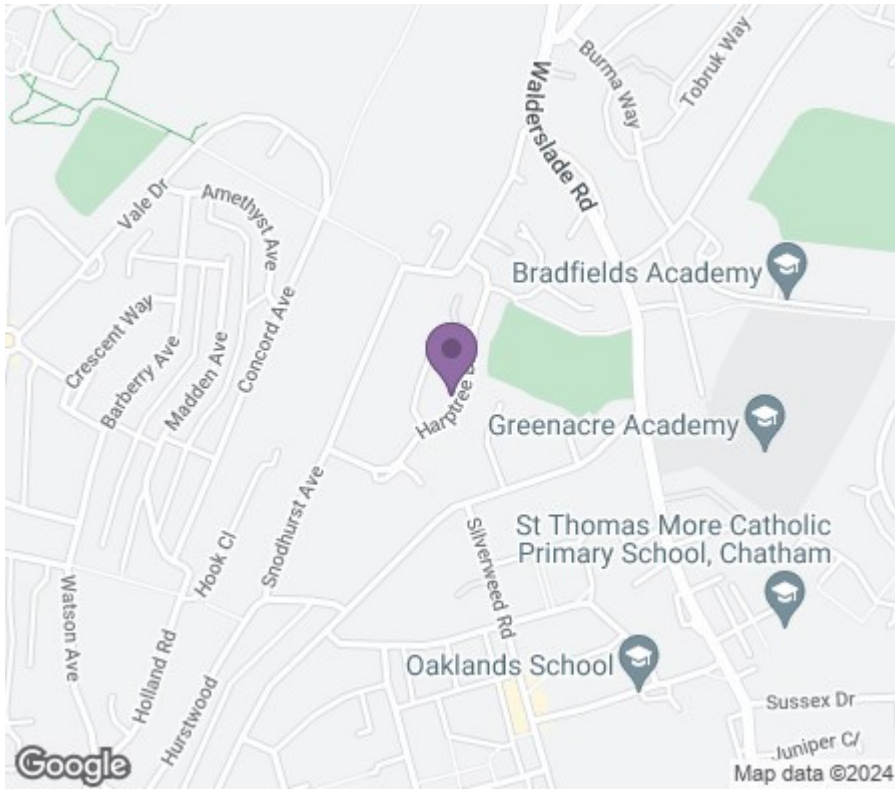 Burma Way
Tobruk Way
Walderslade Rd
Vale Dr
Amethyst Ave
Bradfields Academy
Crescent Way
Concord Ave
Barberry Ave
Madden Ave
Harptree D
Greenacre Academy
Snodhurst Ave
St Thomas More Catholic
Primary School, Chatham
Hook Cl
Silverweed Rd
Watson Ave
Holland Rd
Oaklands School
Hurstwood
Sussex Dr
Juniper C
Google
Map data ©2024